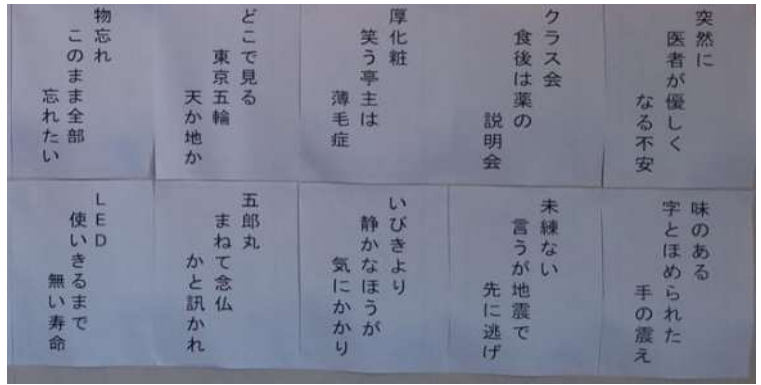 突然に
医者が優しく
なる不安
クラス会
食後は薬の
説明会
厚化粧
笑う亭主は
薄毛症
どこで見る
東京五輪
天か地か
物忘れ
このまま全部
忘れたい
味のある
字とほめられた
手の震え
未練ない
言うが地震で
先に逃げ
いびきより
静かなほうが
気にかかり
五郎丸
まねて念仏
かと訊かれ
LED
使いきるまで
無い寿命